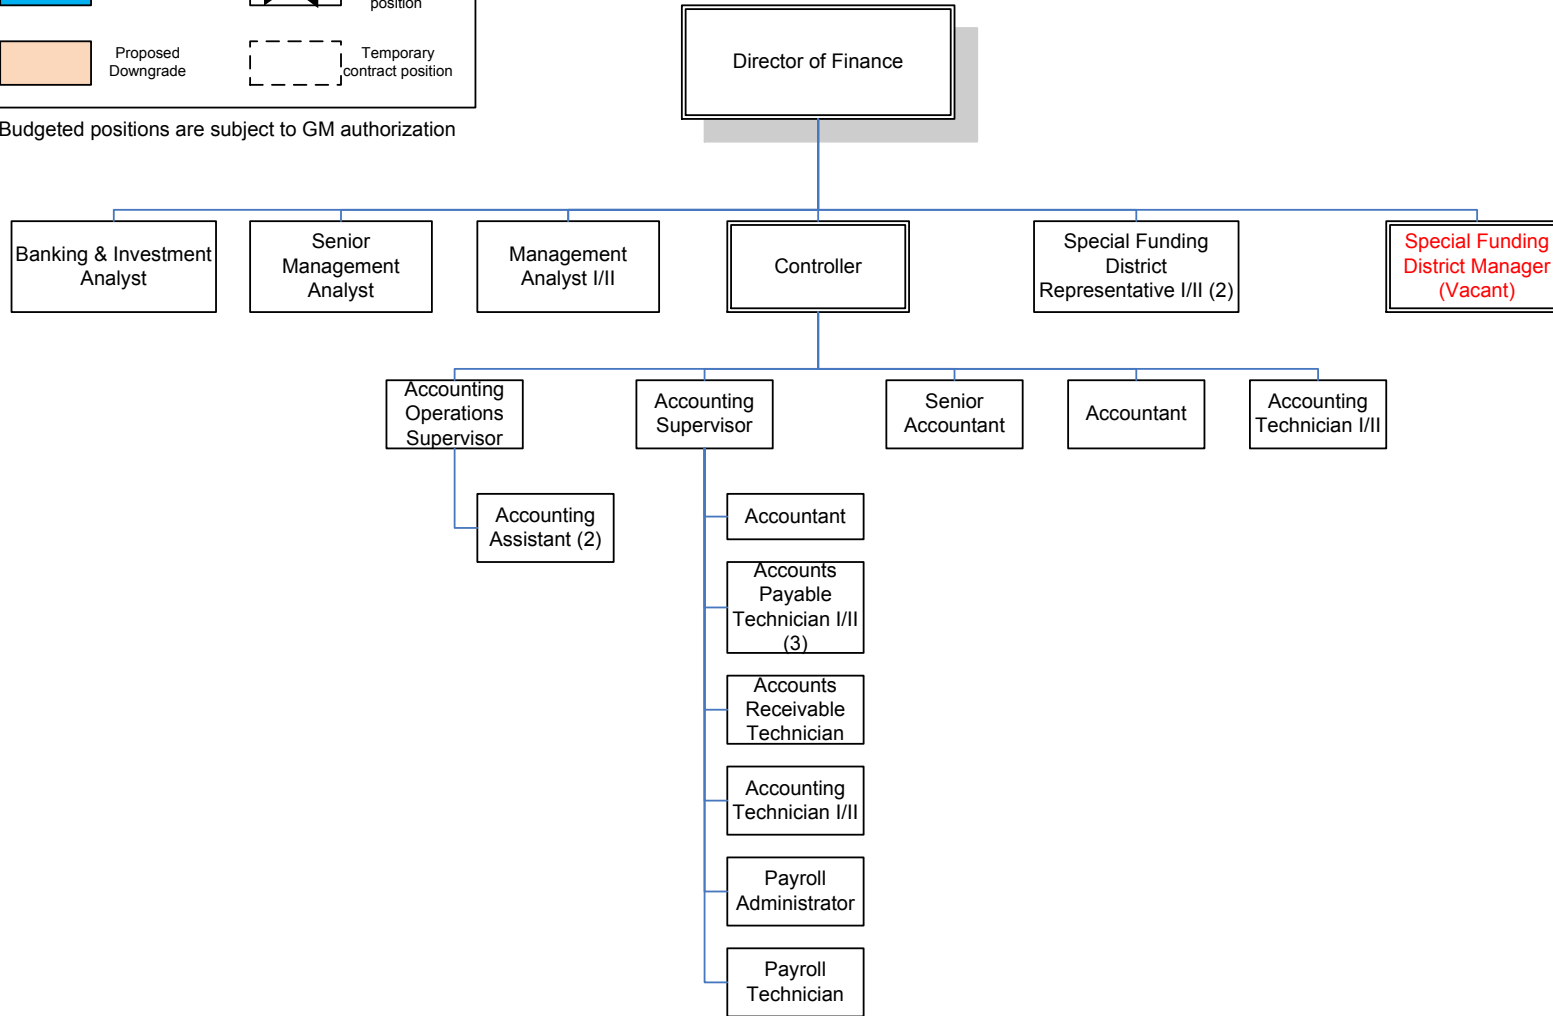 position
Proposed
Downgrade
Temporary
contract position
Budgeted positions are subject to GM authorization
Director of Finance
Banking & Investment
Analyst
Senior
Management
Analyst
Management
Analyst I/II
Controller
Special Funding
District
Representative I/II (2)
Special Funding
District Manager
(Vacant)
Accounting
Operations
Supervisor
Accounting
Supervisor
Senior
Accountant
Accountant
Accounting
Technician I/II
Accounting
Assistant (2)
Accountant
Accounts
Payable
Technician I/II
(3)
Accounts
Receivable
Technician
Accounting
Technician I/II
Payroll
Administrator
Payroll
Technician